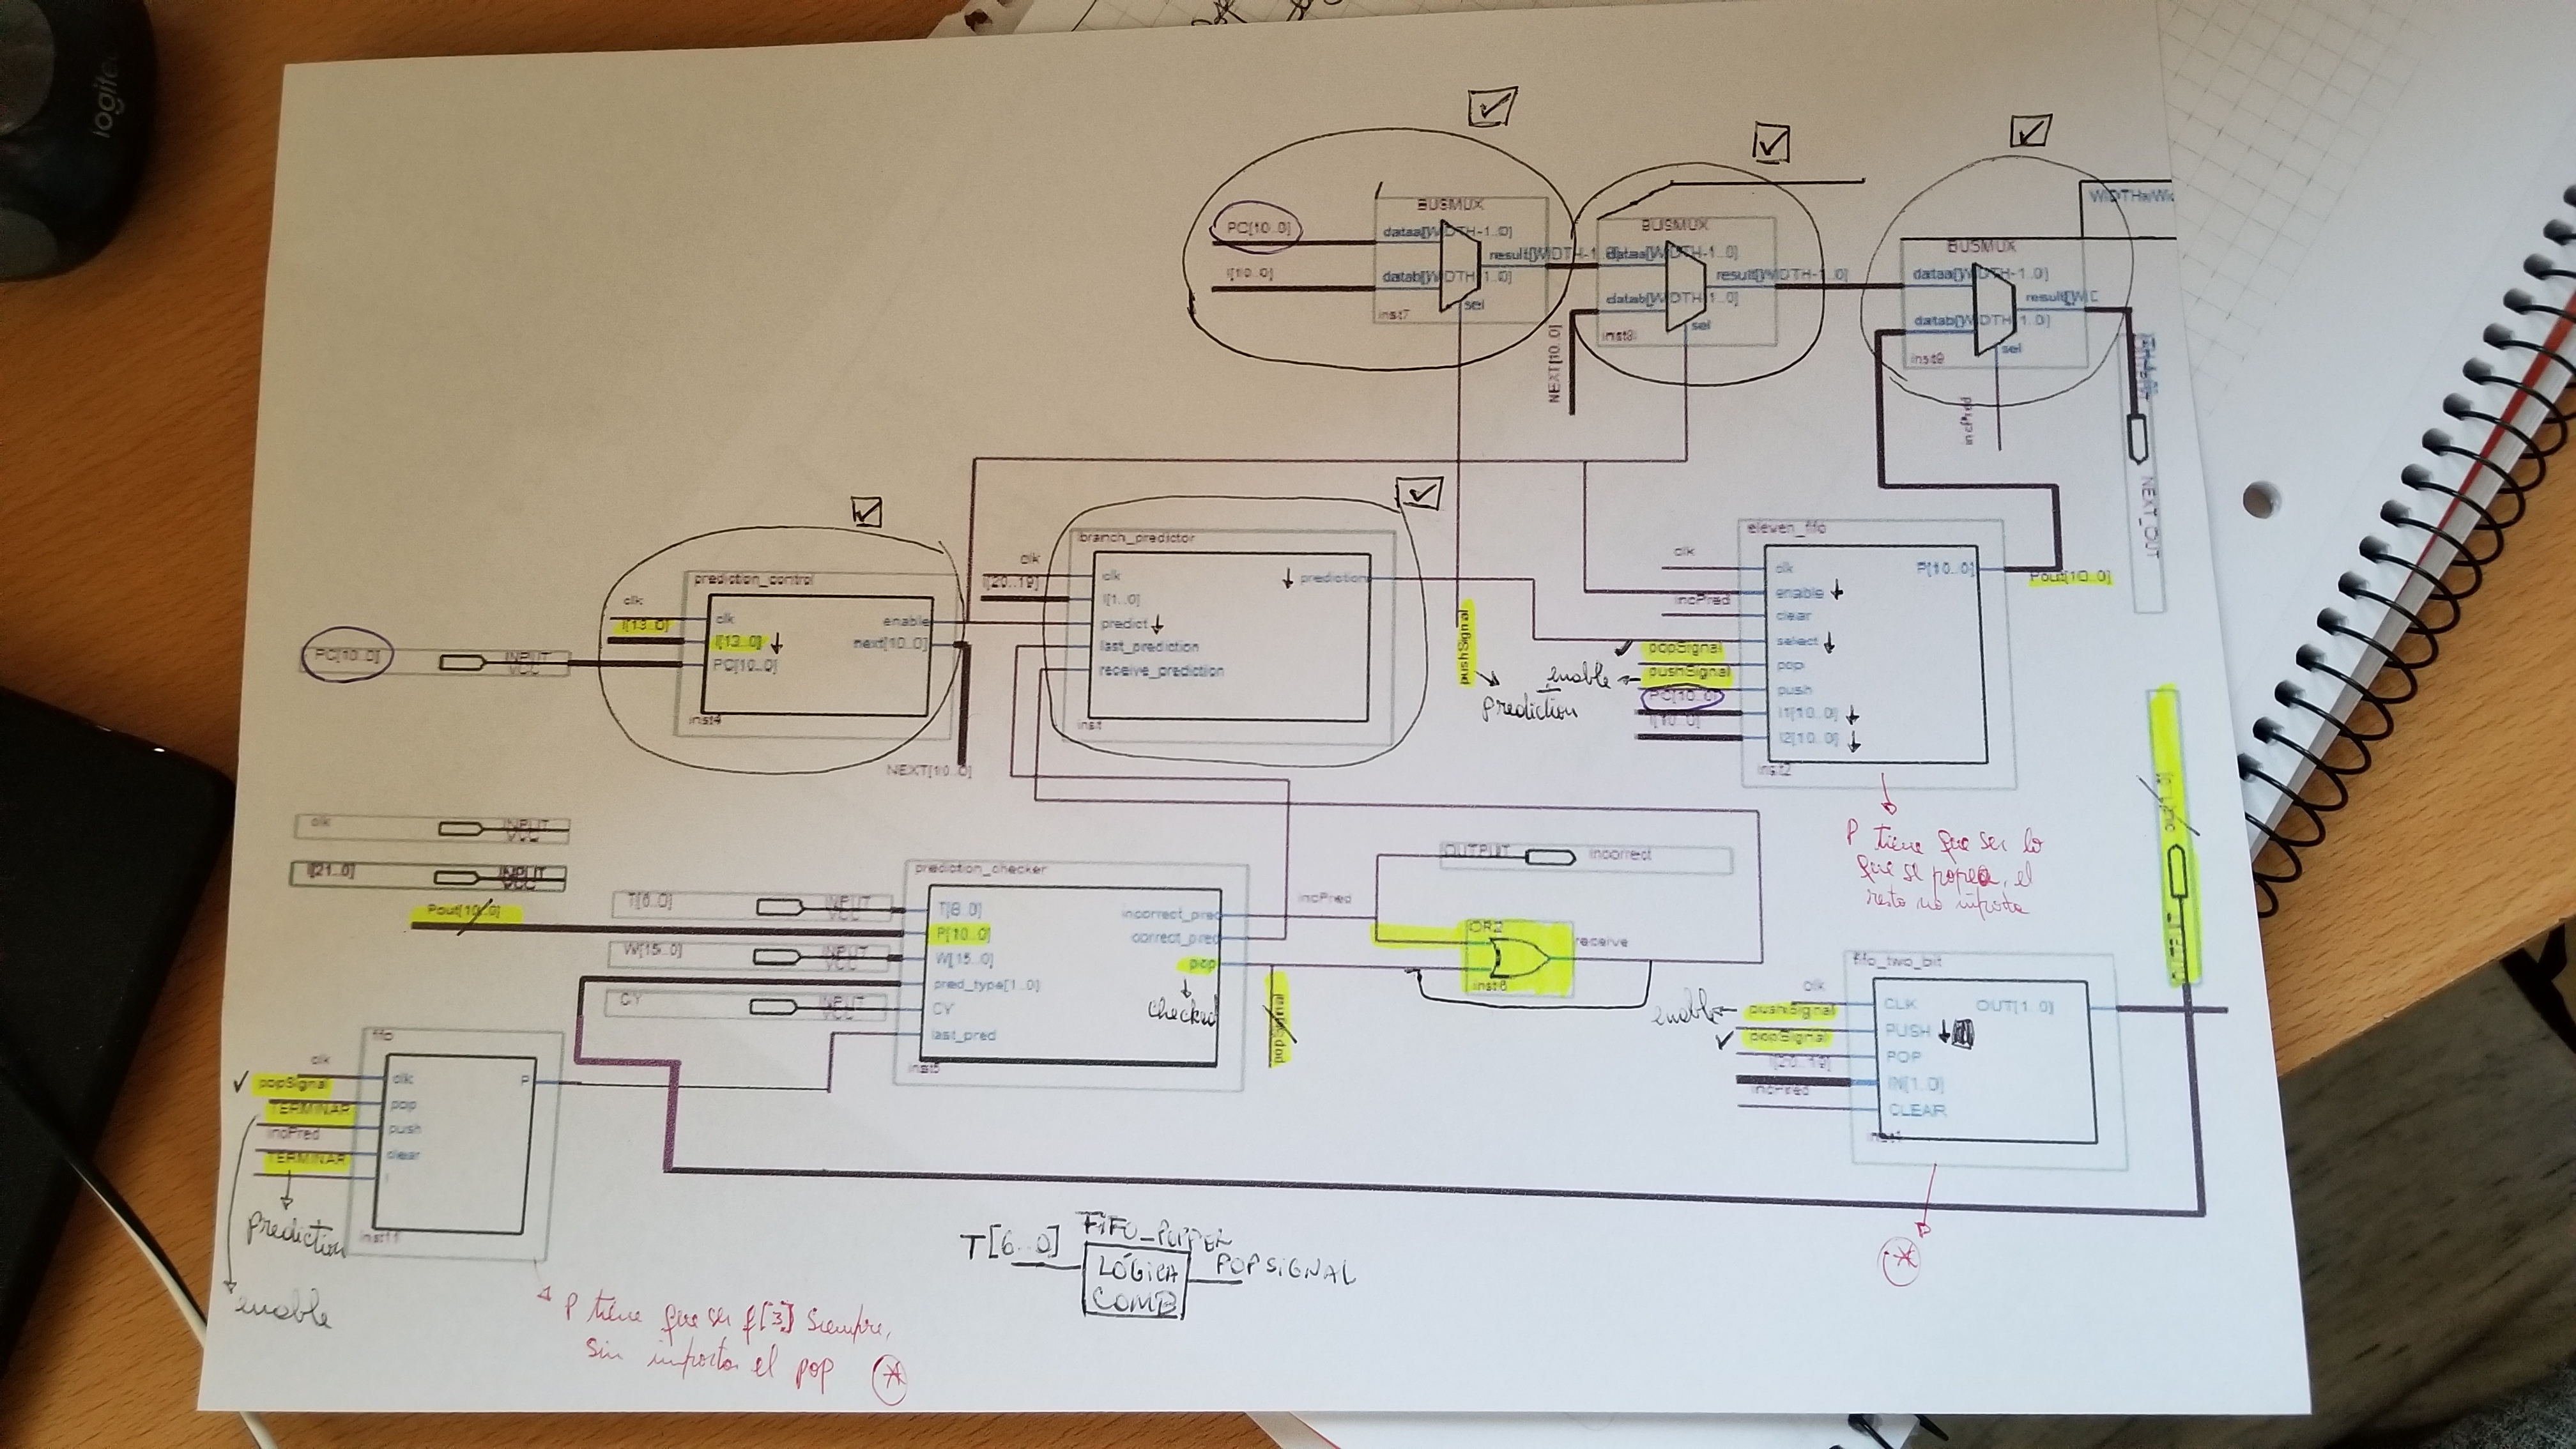 logitec
PC[10..0]
I[10..0]
BUSMUX
dataa[WIDTH-1..0]
result[WIDTH-1..0]
datab[WIDTH-1..0]
sel
inst7
BUSMUX
dataa[WIDTH-1..0]
result[WIDTH-1..0]
datab[WIDTH-1..0]
sel
NEXT[10..0]
BUSMUX
dataa[WIDTH-1..0]
datab[WIDTH-1..0]
sel
inst9
incPred
NEXT_OUT
prediction_control
clk
I[13..0]
PC[10..0]
INPUT
VCC
clk
I[13..0]
PC[10..0]
enable
next[10..0]
inst4
NEXT[10..0]
branch_predictor
clk
I[20..19]
clk
I[1..0]
predict
last_prediction
receive_prediction
prediction
inst
pushSignal
prediction
eleven_fifo
clk
incPred
popSignal
enable
pushSignal
PC[10..0]
I[10..0]
clk
enable
clear
select
pop
push
I1[10..0]
I2[10..0]
P[10..0]
inst2
Pout[10..0]
P tiene que ser lo
que se popea, el
resto no importa
clk
INPUT
VCC
I[21..0]
INPUT
VCC
Pout[10..0]
T[6..0]
INPUT
VCC
W[15..0]
INPUT
VCC
CY
INPUT
VCC
prediction_checker
T[6..0]
P[10..0]
W[15..0]
pred_type[1..0]
CY
last_pred
incorrect_pred
correct_pred
pop
checked
inst5
incPred
popSignal
OUTPUT
incorrect
OR2
receive
inst6
fifo_two_bit
clk
enable
pushSignal
popSignal
I[20..19]
incPred
CLK
PUSH
POP
IN[1..0]
CLEAR
OUT[1..0]
out[1..0]
fifo
clk
popSignal
TERMINAR
incPred
TERMINAR
clk
pop
push
clear
I
P
inst11
prediction
enable
P tiene que ser q[3] siempre,
sin importar el pop
T[6..0]
FIFO_POPPER
LÓGICA
COMB
POPSIGNAL